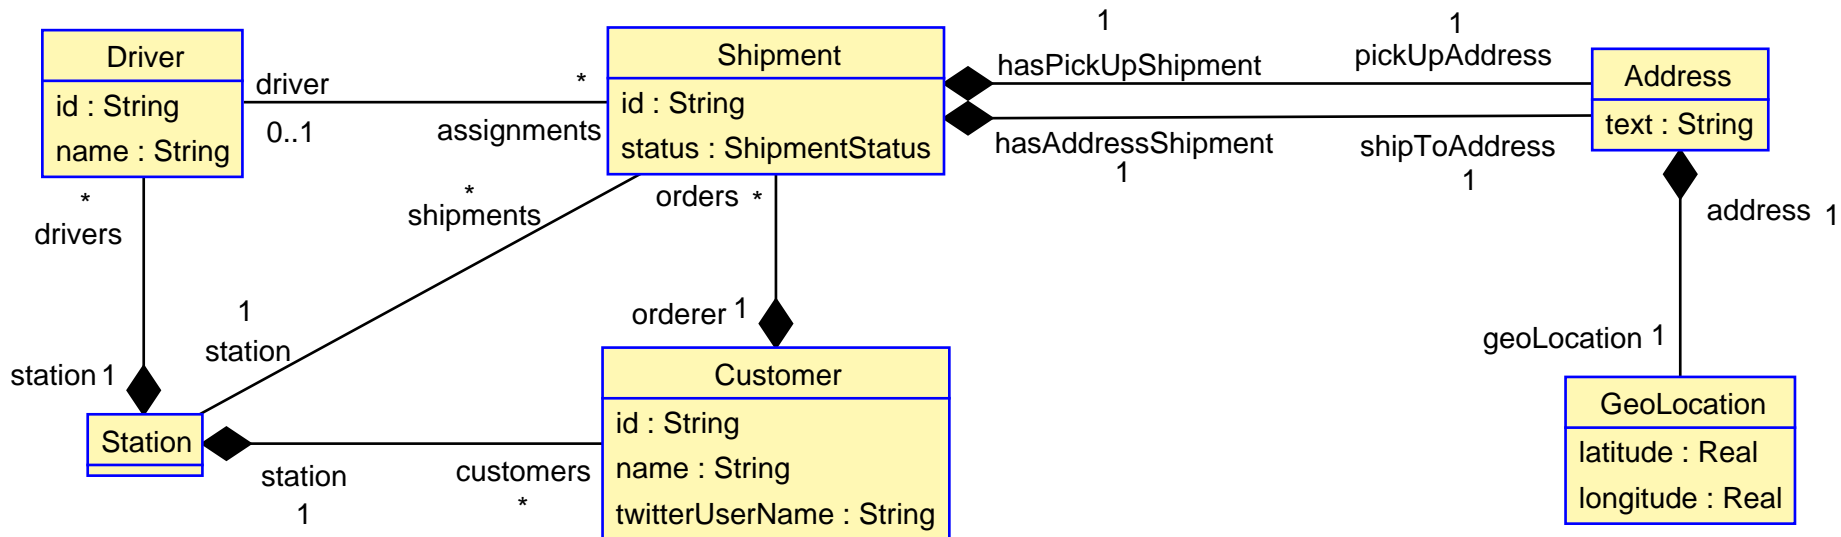 Driver
id : String
name : String
driver
0..1
*
assignments
Shipment
id : String
status : ShipmentStatus
1
hasPickUpShipment
1
pickUpAddress
hasAddressShipment
1
shipToAddress
1
Address
text : String
*
drivers
*
shipments
orders *
address 1
1
station
orderer 1
geoLocation 1
station 1
Station
station
1
customers
*
Customer
id : String
name : String
twitterUserName : String
GeoLocation
latitude : Real
longitude : Real